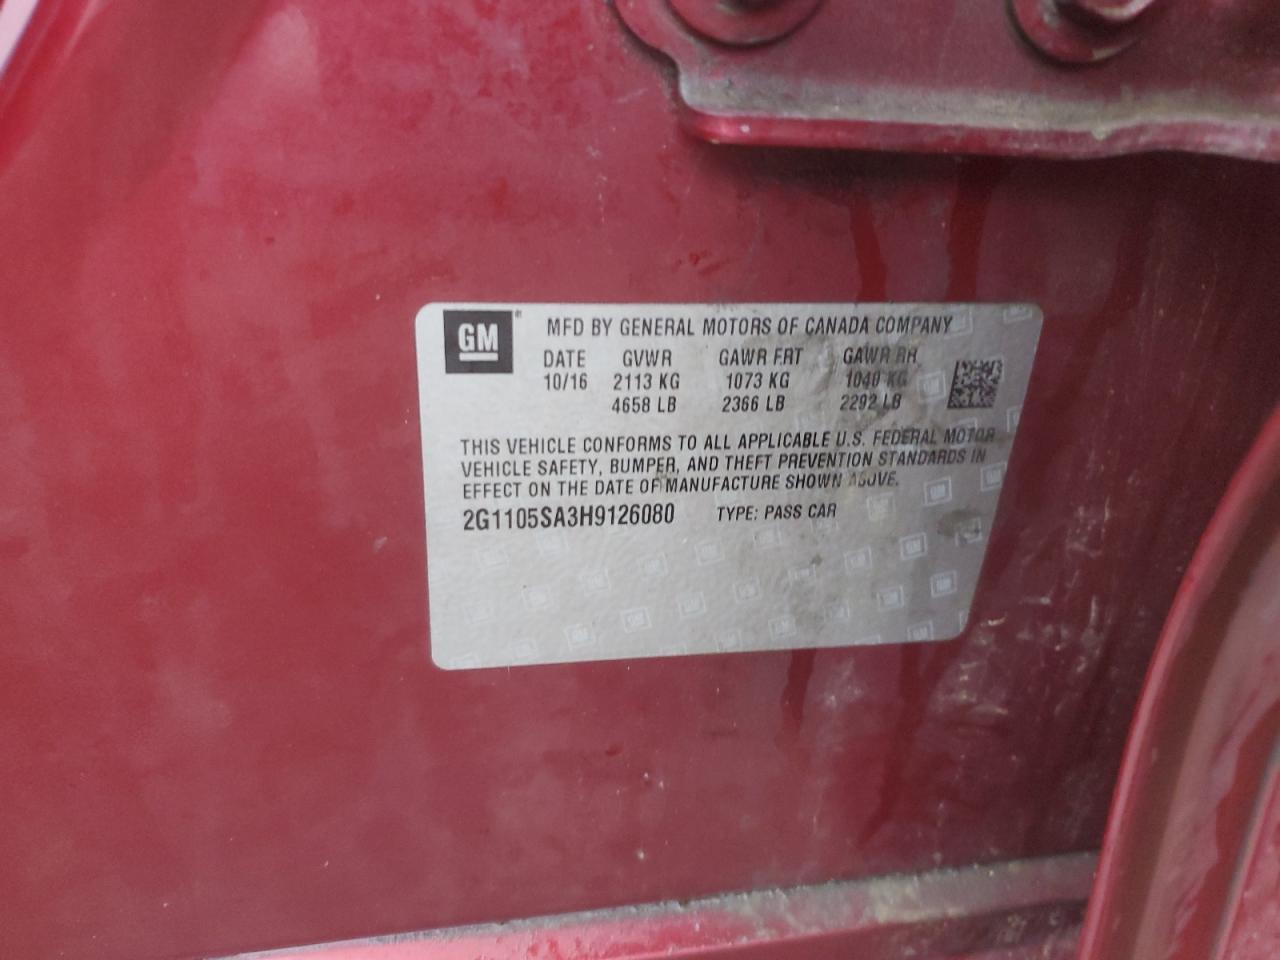 GM
MFD BY GENERAL MOTORS OF CANADA COMPANY
DATE GVWR GAWR FRT GAWR RR
10/16 2113 KG 1073 KG 1040 KG
4658 LB 2366 LB 2292 LB
THIS VEHICLE CONFORMS TO ALL APPLICABLE U.S. FEDERAL MOTOR
VEHICLE SAFETY, BUMPER, AND THEFT PREVENTION STANDARDS IN
EFFECT ON THE DATE OF MANUFACTURE SHOWN ABOVE.
2G1105SA3H9126080 TYPE: PASS CAR